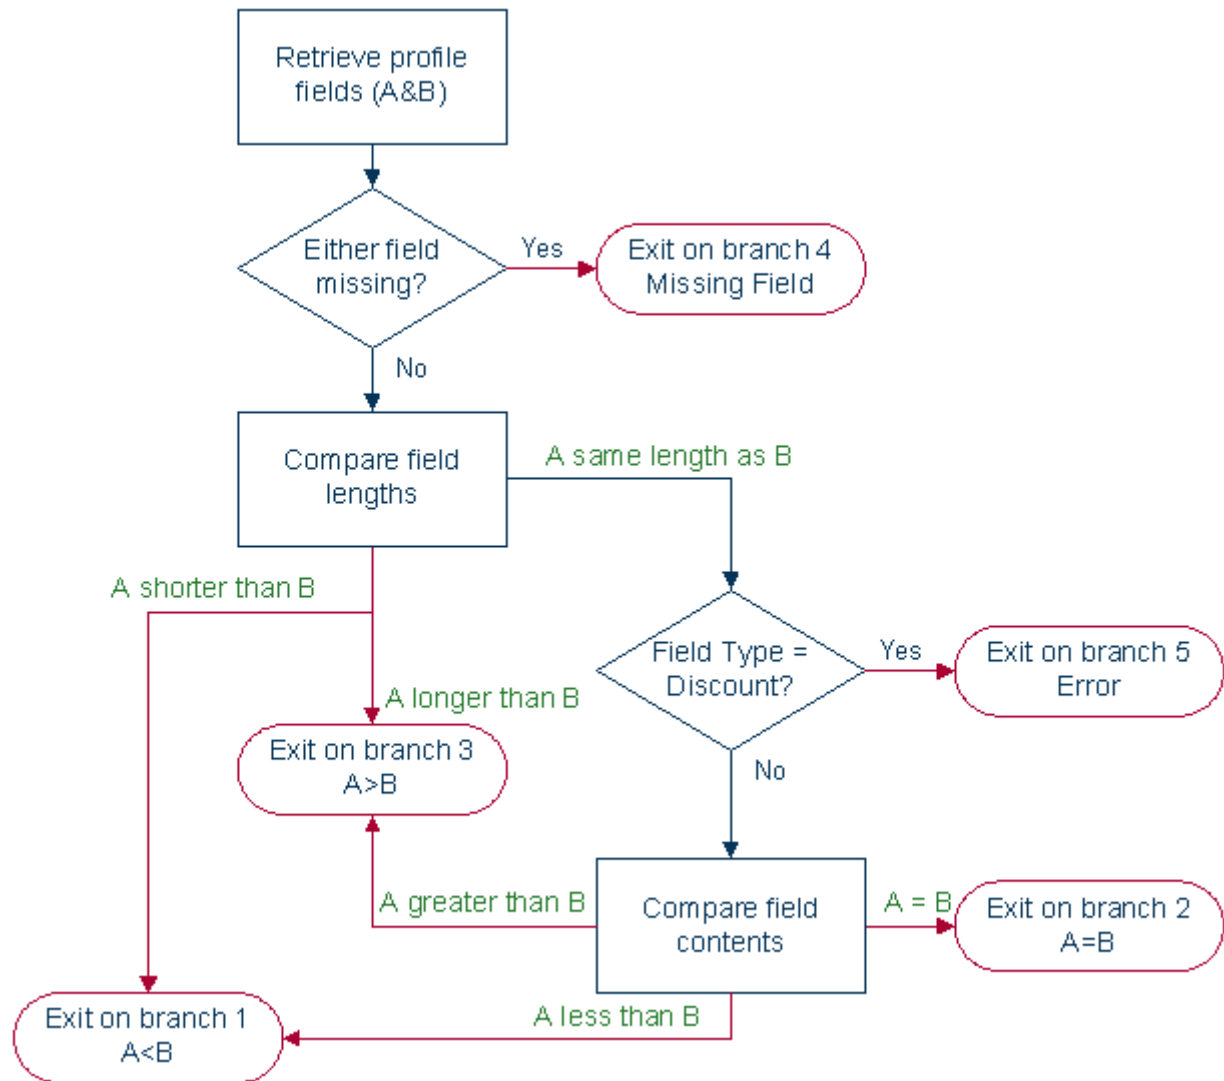 Retrieve profile
fields (A&B)
Either field
missing?
Yes
Exit on branch 4
Missing Field
No
Compare field
lengths
A same length as B
A shorter than B
A longer than B
Field Type =
Discount?
Yes
Exit on branch 5
Error
Exit on branch 3
A>B
No
A greater than B
Compare field
contents
A = B
Exit on branch 2
A=B
A less than B
Exit on branch 1
A<B